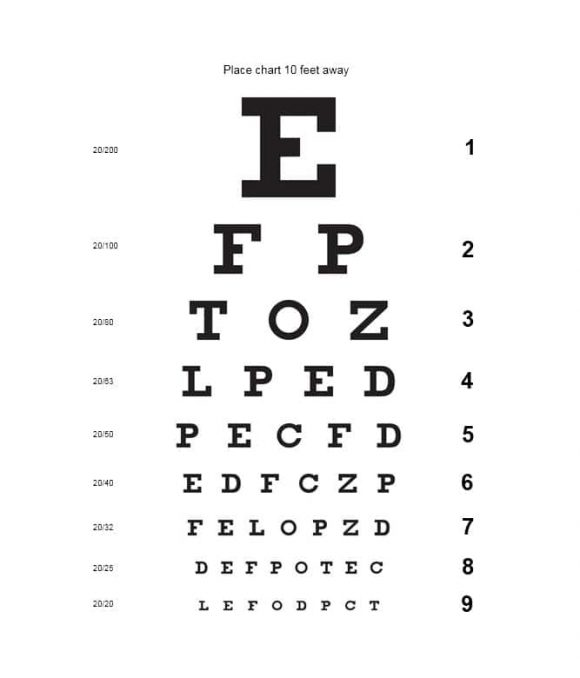 Place chart 10 feet away
20/200 E 1
20/100 F P 2
20/80 T O Z 3
20/63 L P E D 4
20/50 P E C F D 5
20/40 E D F C Z P 6
20/32 F E L O P Z D 7
20/25 D E F P O T E C 8
20/20 L E F O D P C T 9